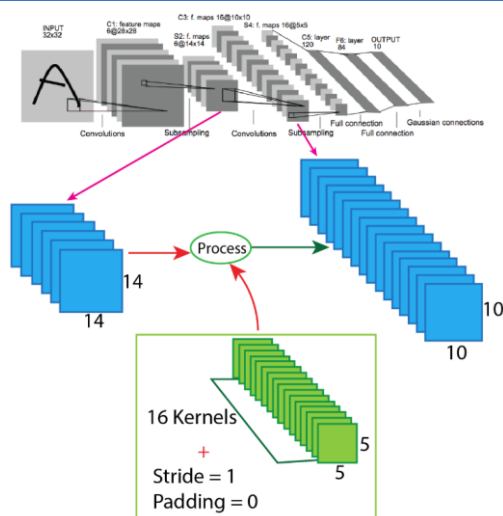 INPUT
32x32
C1: feature maps
6@28x28
S2: f. maps
6@14x14
C3: f. maps 16@10x10
S4: f. maps 16@5x5
C5: layer
120
F6: layer
84
OUTPUT
10
Convolutions
Subsampling
Convolutions
Subsampling
Full connection
Full connection
Gaussian connections
14
14
Process
10
10
16 Kernels
+
Stride = 1
Padding = 0
5
5